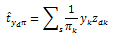 t̂_{y_d π} = ∑_s (1/π_k) y_k z_{dk}